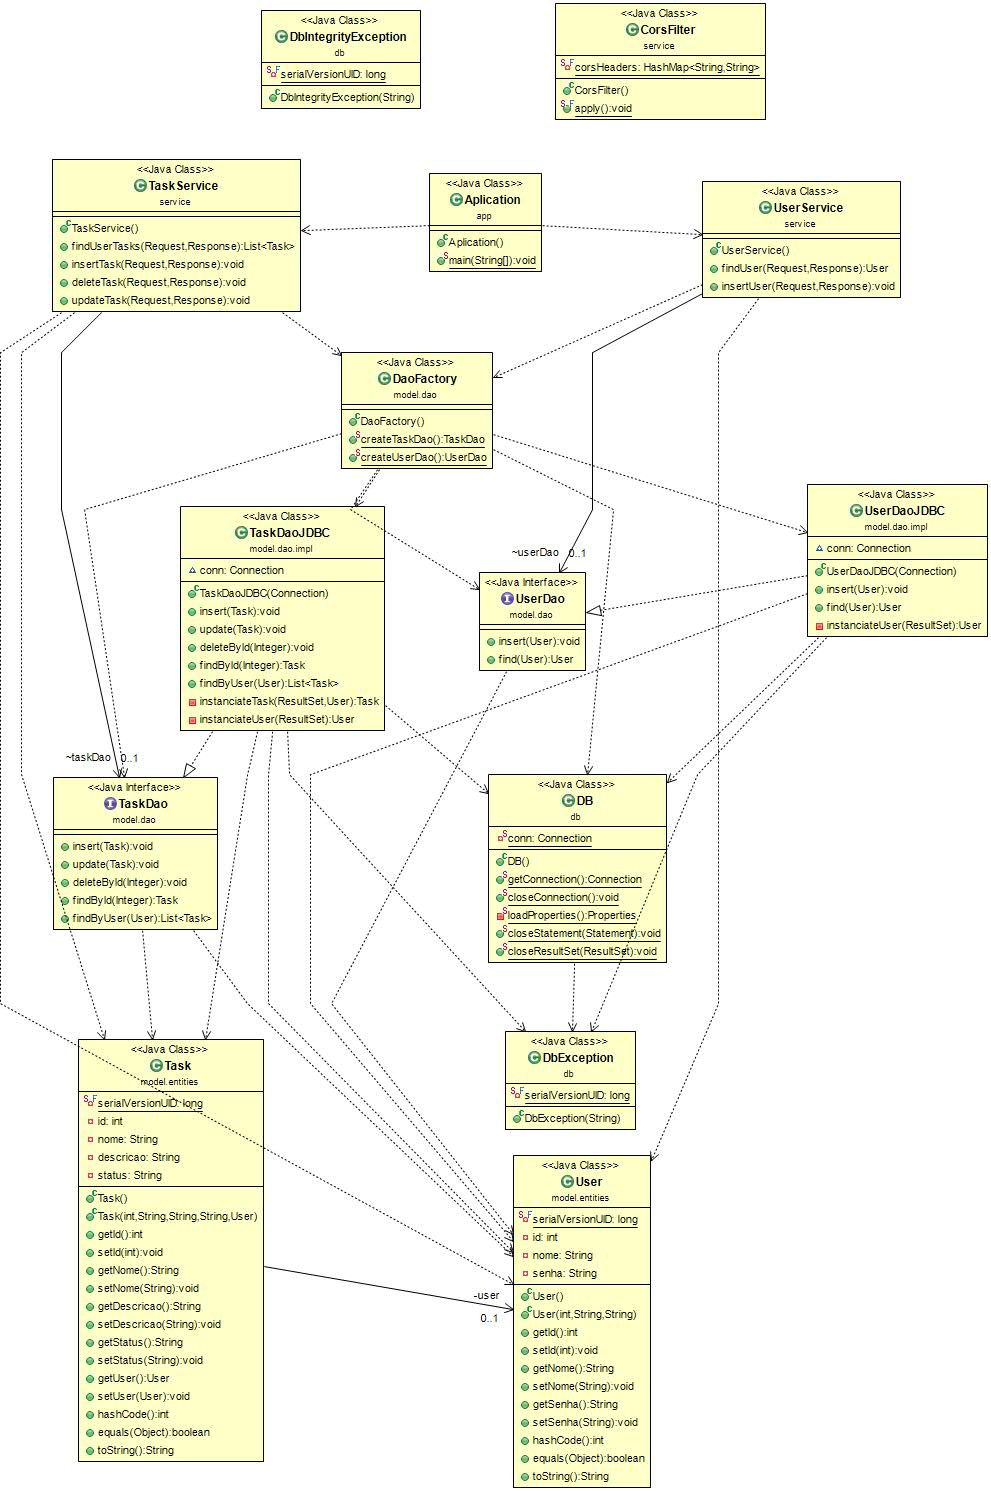 <<Java Class>>
DbIntegrityException
db
serialVersionUID: long
DbIntegrityException(String)
<<Java Class>>
CorsFilter
service
corsHeaders: HashMap<String,String>
CorsFilter()
apply():void
<<Java Class>>
TaskService
service
TaskService()
findUserTasks(Request,Response):List<Task>
insertTask(Request,Response):void
deleteTask(Request,Response):void
updateTask(Request,Response):void
<<Java Class>>
Aplication
app
Aplication()
main(String[]):void
<<Java Class>>
UserService
service
UserService()
findUser(Request,Response):User
insertUser(Request,Response):void
<<Java Class>>
DaoFactory
model.dao
DaoFactory()
createTaskDao():TaskDao
createUserDao():UserDao
<<Java Class>>
TaskDaoJDBC
model.dao.impl
conn: Connection
TaskDaoJDBC(Connection)
insert(Task):void
update(Task):void
deleteById(Integer):void
findById(Integer):Task
findByUser(User):List<Task>
instanciateTask(ResultSet,User):Task
instanciateUser(ResultSet):User
~userDao 0..1
<<Java Interface>>
UserDao
model.dao
insert(User):void
find(User):User
<<Java Class>>
UserDaoJDBC
model.dao.impl
conn: Connection
UserDaoJDBC(Connection)
insert(User):void
find(User):User
instanciateUser(ResultSet):User
~taskDao 0..1
<<Java Interface>>
TaskDao
model.dao
insert(Task):void
update(Task):void
deleteById(Integer):void
findById(Integer):Task
findByUser(User):List<Task>
<<Java Class>>
DB
db
conn: Connection
DB()
getConnection():Connection
closeConnection():void
loadProperties():Properties
closeStatement(Statement):void
closeResultSet(ResultSet):void
<<Java Class>>
DbException
db
serialVersionUID: long
DbException(String)
<<Java Class>>
Task
model.entities
serialVersionUID: long
id: int
nome: String
descricao: String
status: String
Task()
Task(int,String,String,String,User)
getId():int
setId(int):void
getNome():String
setNome(String):void
getDescricao():String
setDescricao(String):void
getStatus():String
setStatus(String):void
getUser():User
setUser(User):void
hashCode():int
equals(Object):boolean
toString():String
-user
0..1
<<Java Class>>
User
model.entities
serialVersionUID: long
id: int
nome: String
senha: String
User()
User(int,String,String)
getId():int
setId(int):void
getNome():String
setNome(String):void
getSenha():String
setSenha(String):void
hashCode():int
equals(Object):boolean
toString():String